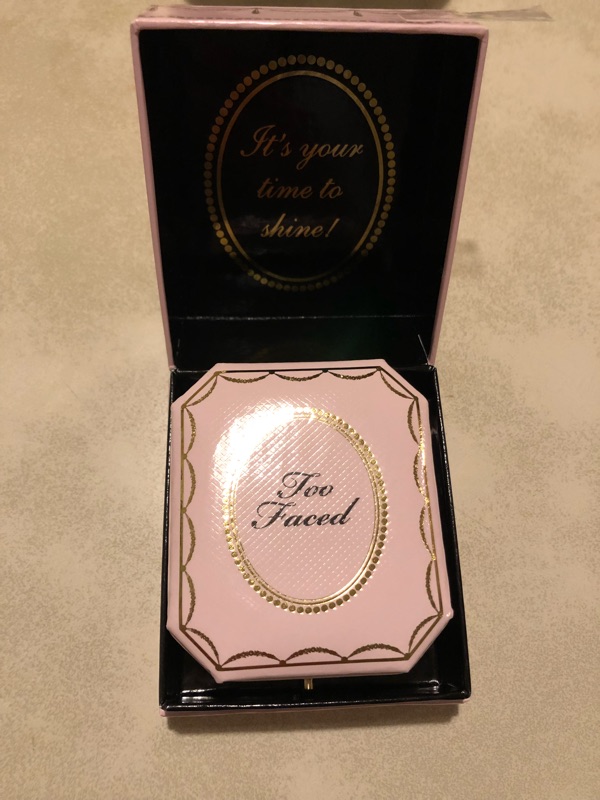 It's your
time to
shine!
Too
Faced